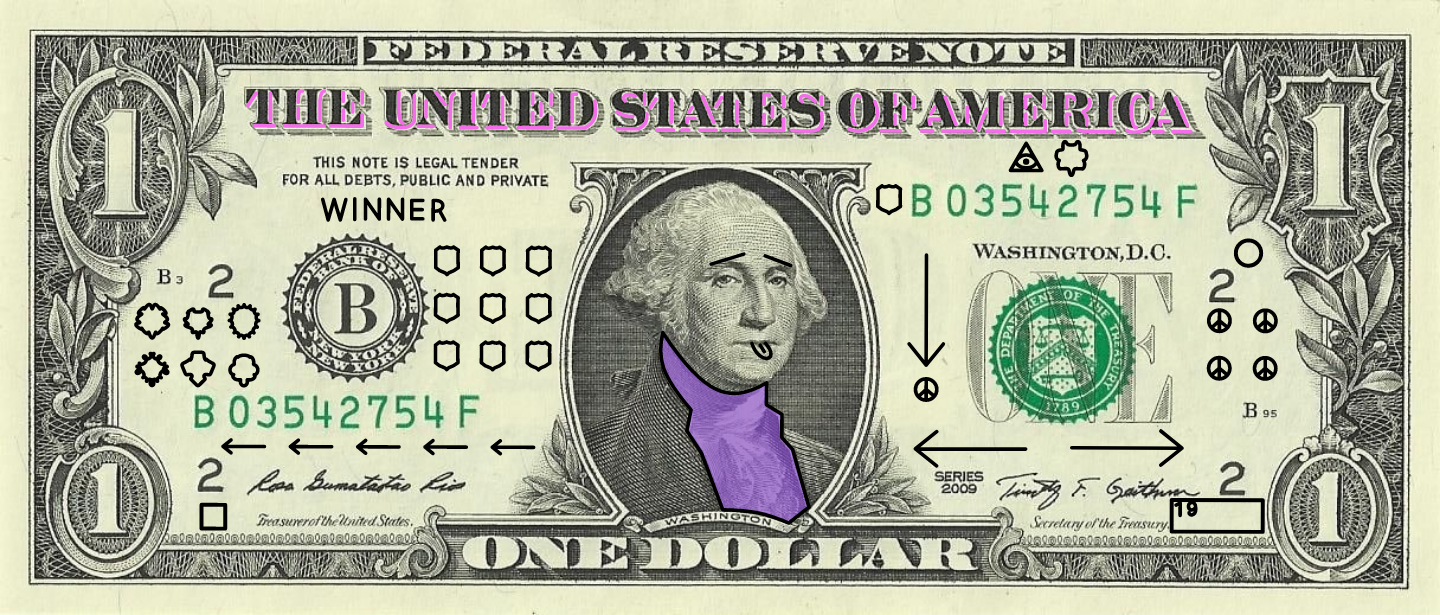 FEDERAL RESERVE NOTE
1
1
THE UNITED STATES OF AMERICA
THIS NOTE IS LEGAL TENDER
FOR ALL DEBTS, PUBLIC AND PRIVATE
WINNER
B 03542754 F
WASHINGTON, D.C.
B 3
2
FEDERAL RESERVE
BANK OF
NEW YORK
B
ONE
THE DEPARTMENT OF THE TREASURY
1789
2
B 95
B 03542754 F
2
Rosa Gumataotao Rios
Treasurer of the United States.
SERIES
2009
Timothy F. Geithner
Secretary of the Treasury.
2
19
WASHINGTON
1
ONE DOLLAR
1